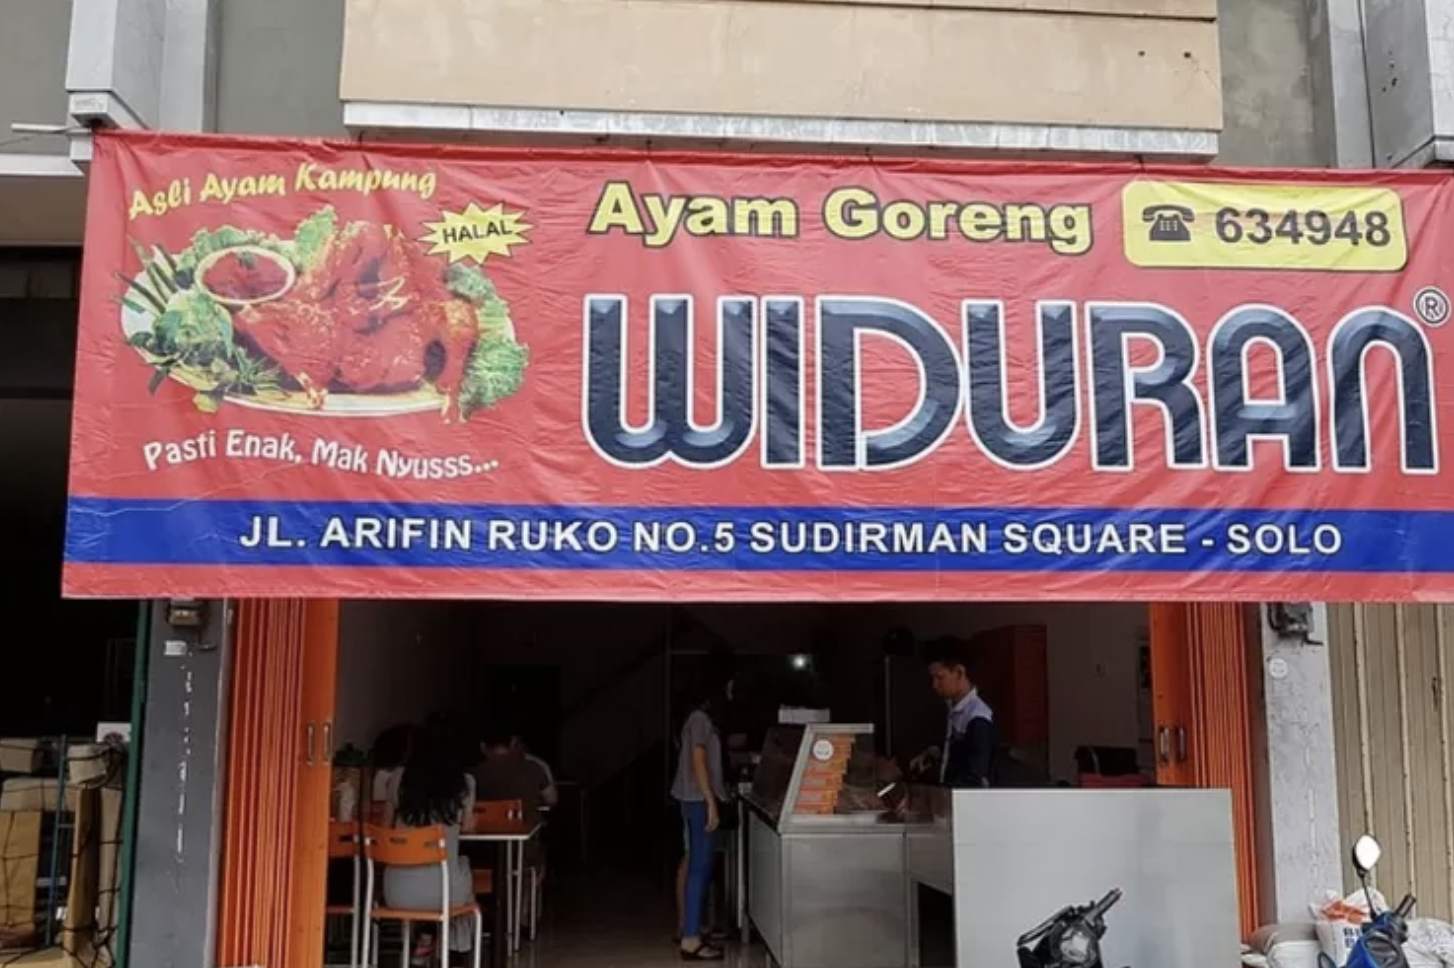 Asli Ayam Kampung
HALAL
Pasti Enak, Mak Nyusss...
Ayam Goreng
634948
WIDURAN®
JL. ARIFIN RUKO NO.5 SUDIRMAN SQUARE - SOLO